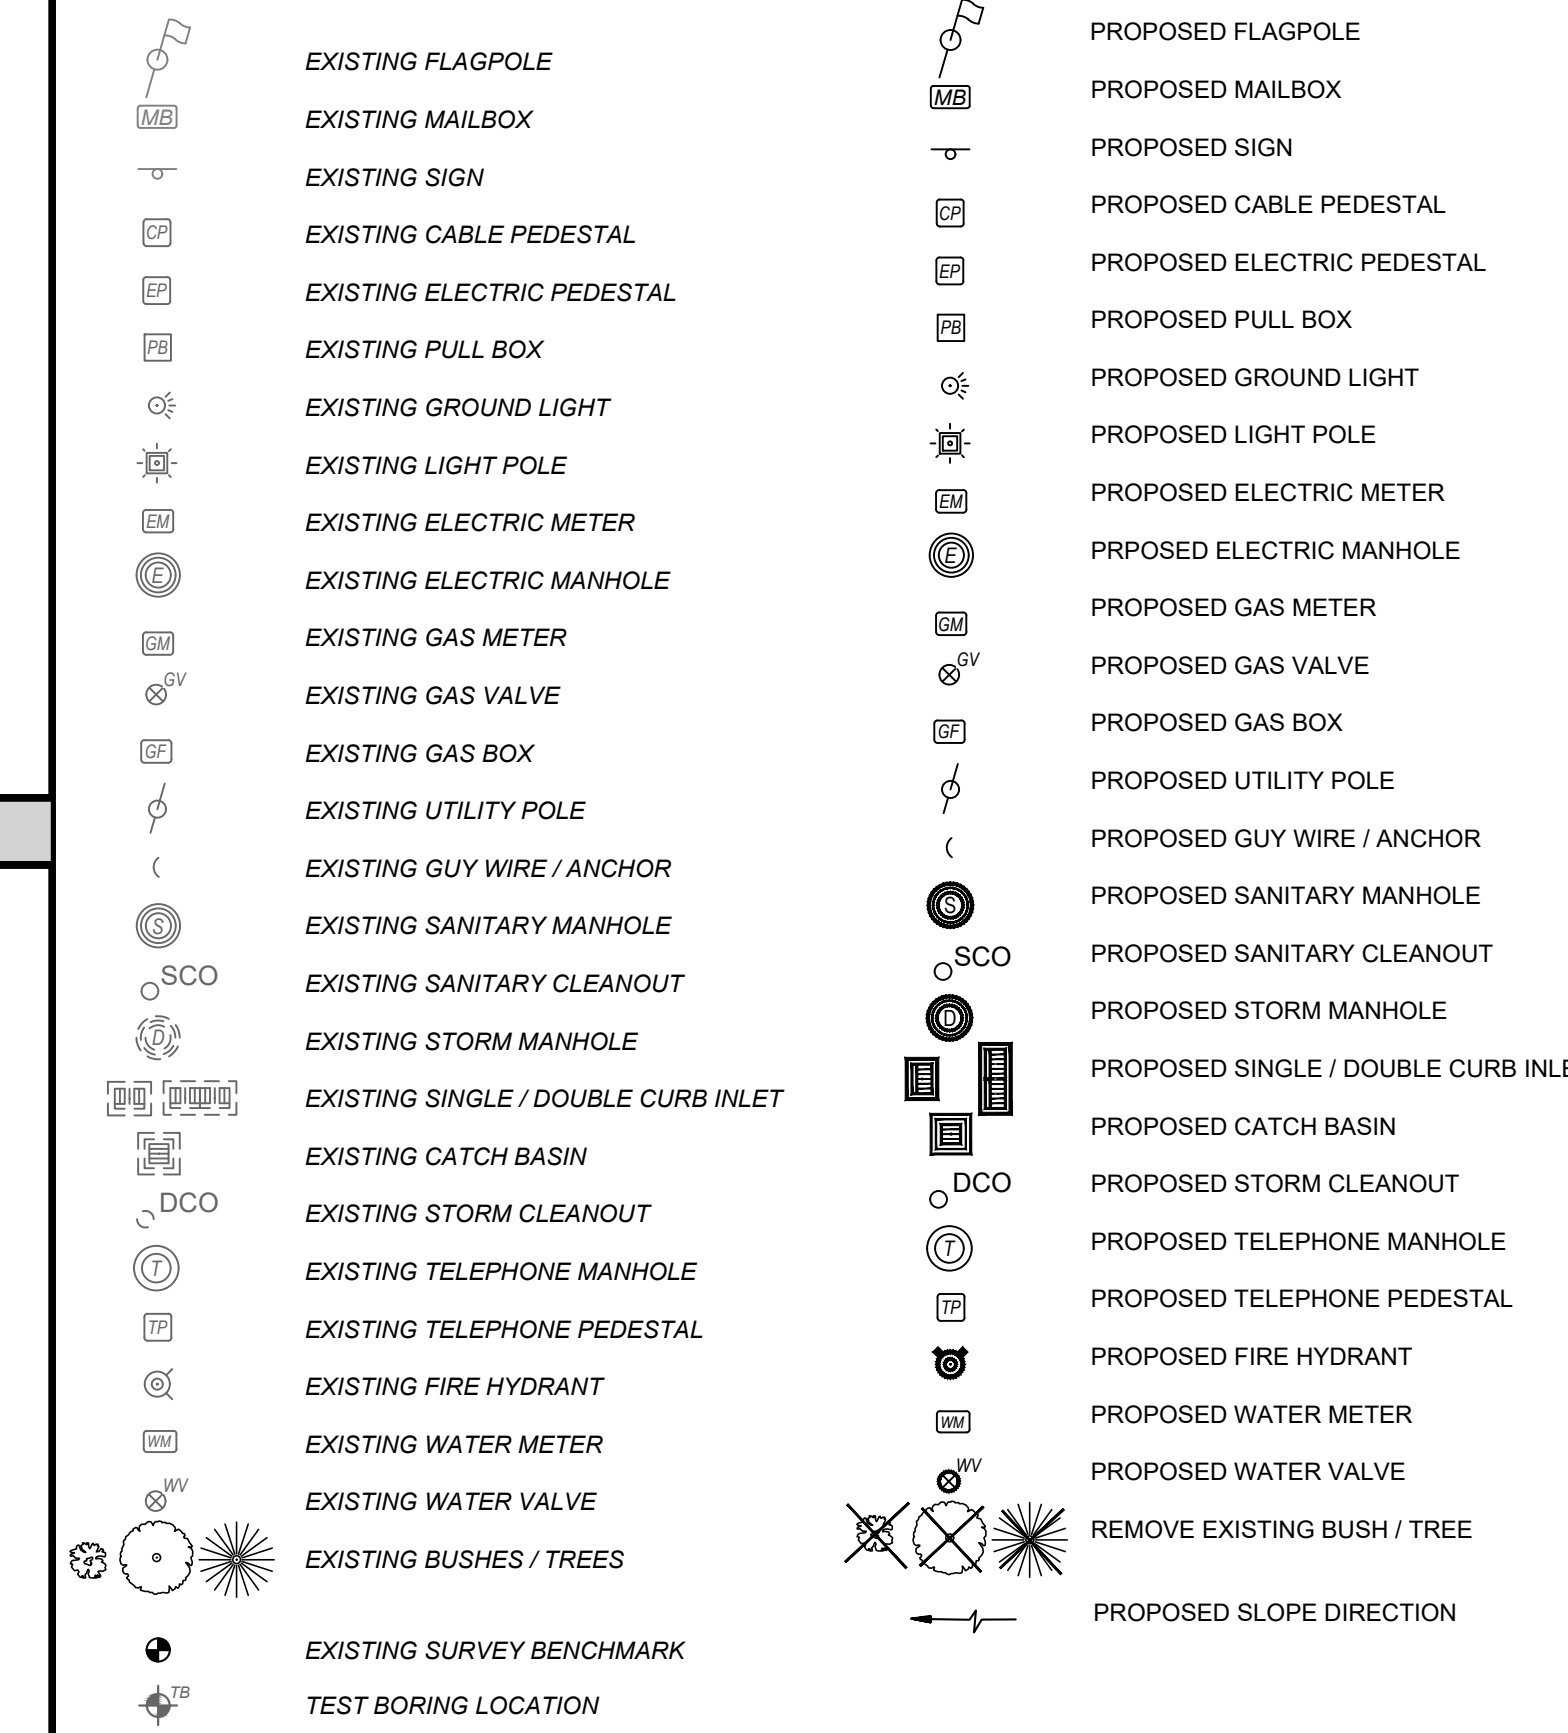 EXISTING FLAGPOLE
MB EXISTING MAILBOX
EXISTING SIGN
CP EXISTING CABLE PEDESTAL
EP EXISTING ELECTRIC PEDESTAL
PB EXISTING PULL BOX
EXISTING GROUND LIGHT
EXISTING LIGHT POLE
EM EXISTING ELECTRIC METER
E EXISTING ELECTRIC MANHOLE
GM EXISTING GAS METER
GV EXISTING GAS VALVE
GF EXISTING GAS BOX
EXISTING UTILITY POLE
EXISTING GUY WIRE / ANCHOR
S EXISTING SANITARY MANHOLE
SCO EXISTING SANITARY CLEANOUT
D EXISTING STORM MANHOLE
EXISTING SINGLE / DOUBLE CURB INLET
EXISTING CATCH BASIN
DCO EXISTING STORM CLEANOUT
T EXISTING TELEPHONE MANHOLE
TP EXISTING TELEPHONE PEDESTAL
EXISTING FIRE HYDRANT
WM EXISTING WATER METER
WV EXISTING WATER VALVE
EXISTING BUSHES / TREES
EXISTING SURVEY BENCHMARK
TB TEST BORING LOCATION
PROPOSED FLAGPOLE
MB PROPOSED MAILBOX
PROPOSED SIGN
CP PROPOSED CABLE PEDESTAL
EP PROPOSED ELECTRIC PEDESTAL
PB PROPOSED PULL BOX
PROPOSED GROUND LIGHT
PROPOSED LIGHT POLE
EM PROPOSED ELECTRIC METER
E PRPOSED ELECTRIC MANHOLE
GM PROPOSED GAS METER
GV PROPOSED GAS VALVE
GF PROPOSED GAS BOX
PROPOSED UTILITY POLE
PROPOSED GUY WIRE / ANCHOR
S PROPOSED SANITARY MANHOLE
SCO PROPOSED SANITARY CLEANOUT
D PROPOSED STORM MANHOLE
PROPOSED SINGLE / DOUBLE CURB INLE
PROPOSED CATCH BASIN
DCO PROPOSED STORM CLEANOUT
T PROPOSED TELEPHONE MANHOLE
TP PROPOSED TELEPHONE PEDESTAL
PROPOSED FIRE HYDRANT
WM PROPOSED WATER METER
WV PROPOSED WATER VALVE
REMOVE EXISTING BUSH / TREE
PROPOSED SLOPE DIRECTION